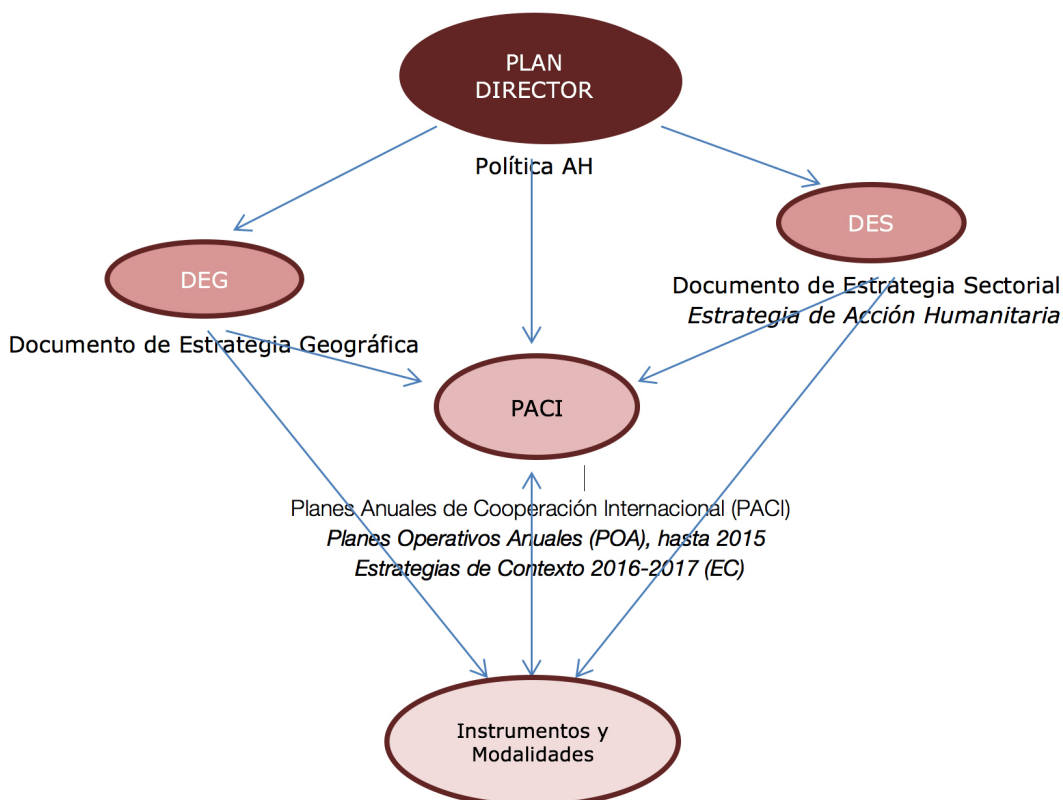 PLAN
DIRECTOR
Política AH
DES
Documento de Estrategia Sectorial
Estrategia de Acción Humanitaria
DEG
Documento de Estrategia Geográfica
PACI
Planes Anuales de Cooperación Internacional (PACI)
Planes Operativos Anuales (POA), hasta 2015
Estrategias de Contexto 2016-2017 (EC)
Instrumentos y
Modalidades